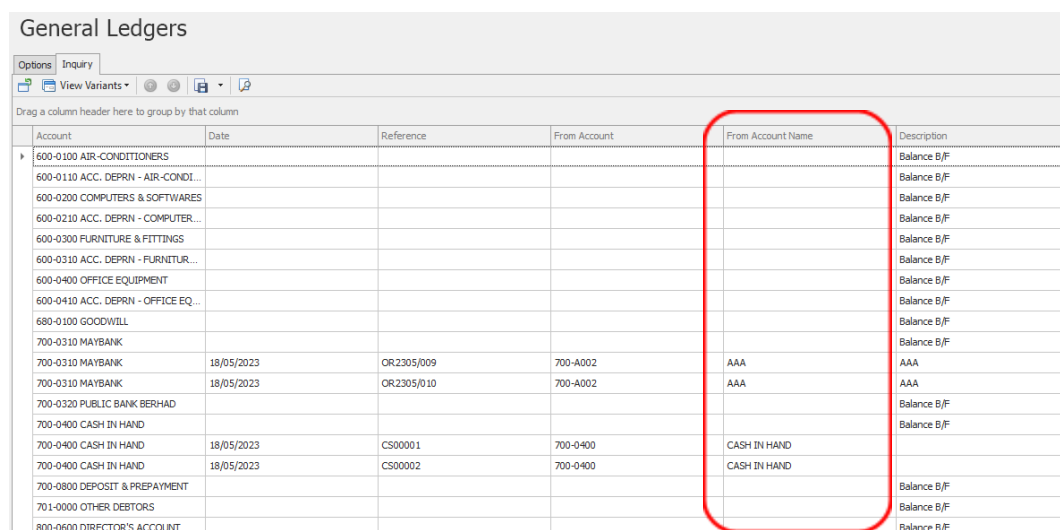 General Ledgers
Options Inquiry
View Variants
Drag a column header here to group by that column
Account Date Reference From Account From Account Name Description
600-0100 AIR-CONDITIONERS Balance B/F
600-0110 ACC. DEPRN - AIR-CONDI... Balance B/F
600-0200 COMPUTERS & SOFTWARES Balance B/F
600-0210 ACC. DEPRN - COMPUTER... Balance B/F
600-0300 FURNITURE & FITTINGS Balance B/F
600-0310 ACC. DEPRN - FURNITUR... Balance B/F
600-0400 OFFICE EQUIPMENT Balance B/F
600-0410 ACC. DEPRN - OFFICE EQ... Balance B/F
680-0100 GOODWILL Balance B/F
700-0310 MAYBANK Balance B/F
700-0310 MAYBANK 18/05/2023 OR2305/009 700-A002 AAA AAA
700-0310 MAYBANK 18/05/2023 OR2305/010 700-A002 AAA AAA
700-0320 PUBLIC BANK BERHAD Balance B/F
700-0400 CASH IN HAND Balance B/F
700-0400 CASH IN HAND 18/05/2023 CS00001 700-0400 CASH IN HAND
700-0400 CASH IN HAND 18/05/2023 CS00002 700-0400 CASH IN HAND
700-0800 DEPOSIT & PREPAYMENT Balance B/F
701-0000 OTHER DEBTORS Balance B/F
800-0600 DIRECTOR'S ACCOUNT Balance B/F